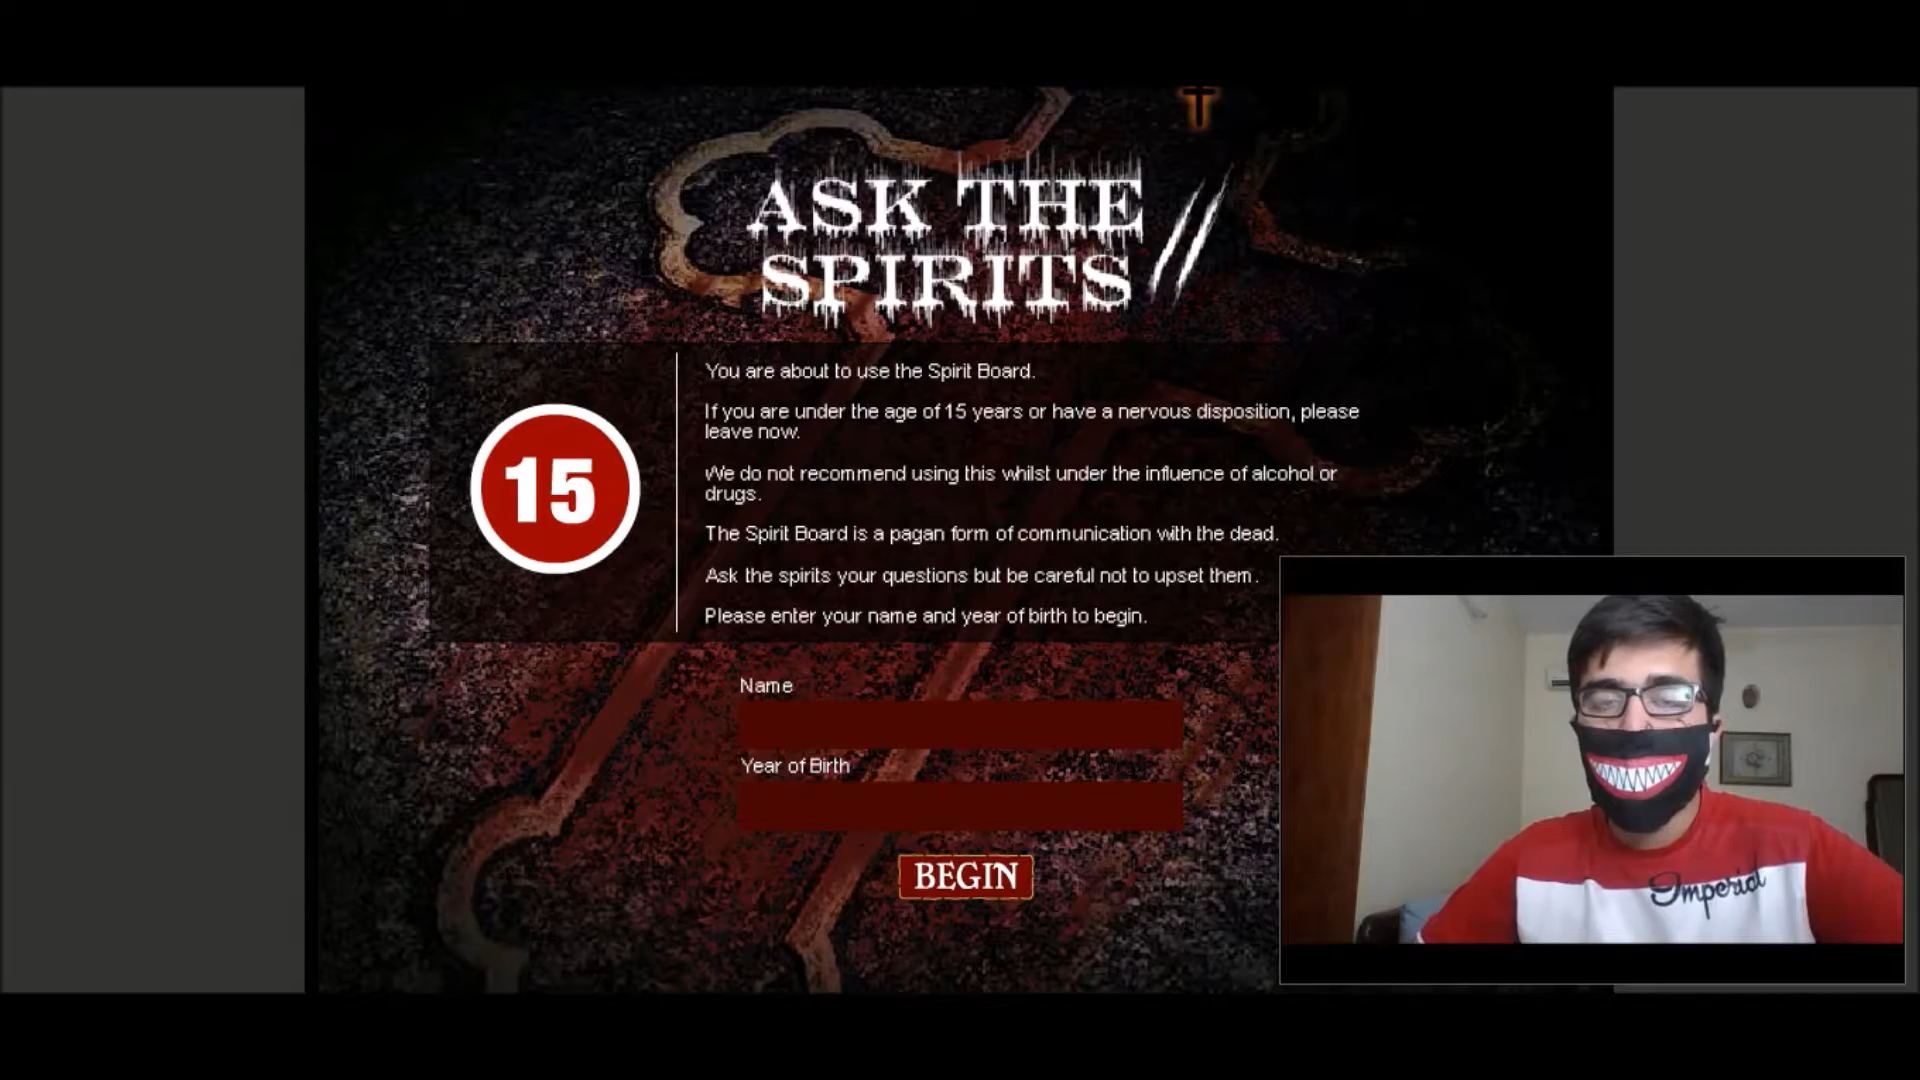 ASK THE
SPIRITS
You are about to use the Spirit Board.
If you are under the age of 15 years or have a nervous disposition, please
leave now.
We do not recommend using this whilst under the influence of alcohol or
drugs.
15
The Spirit Board is a pagan form of communication with the dead.
Ask the spirits your questions but be careful not to upset them.
Please enter your name and year of birth to begin.
Name
Year of Birth
BEGIN
Imperial